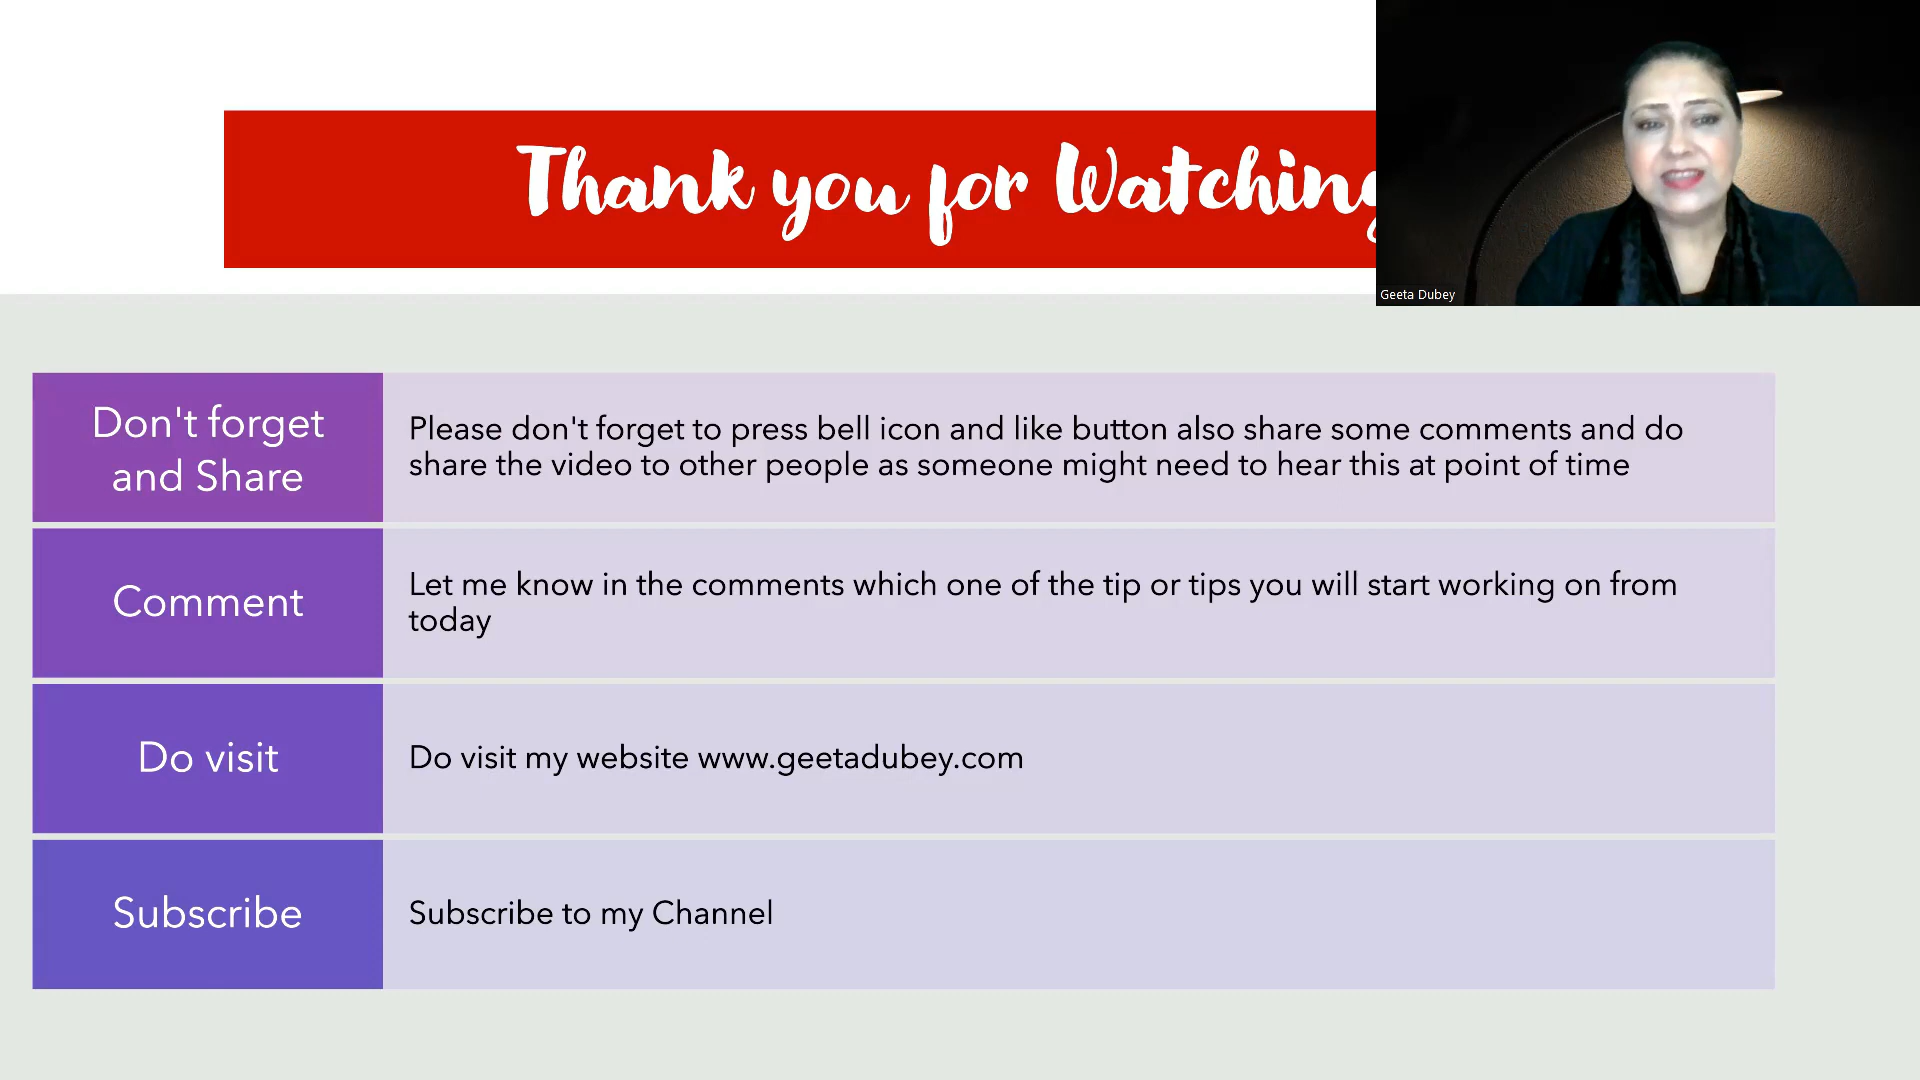 Thank you for Watching
Geeta Dubey
Don't forget
and Share
Please don't forget to press bell icon and like button also share some comments and do
share the video to other people as someone might need to hear this at point of time
Comment
Let me know in the comments which one of the tip or tips you will start working on from
today
Do visit
Do visit my website www.geetadubey.com
Subscribe
Subscribe to my Channel